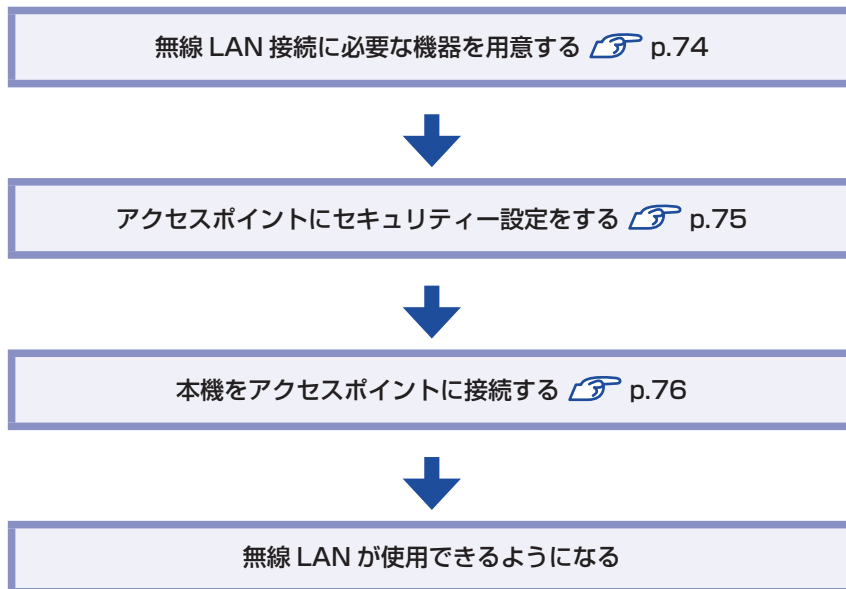 無線 LAN 接続に必要な機器を用意する p.74
アクセスポイントにセキュリティー設定をする p.75
本機をアクセスポイントに接続する p.76
無線 LAN が使用できるようになる